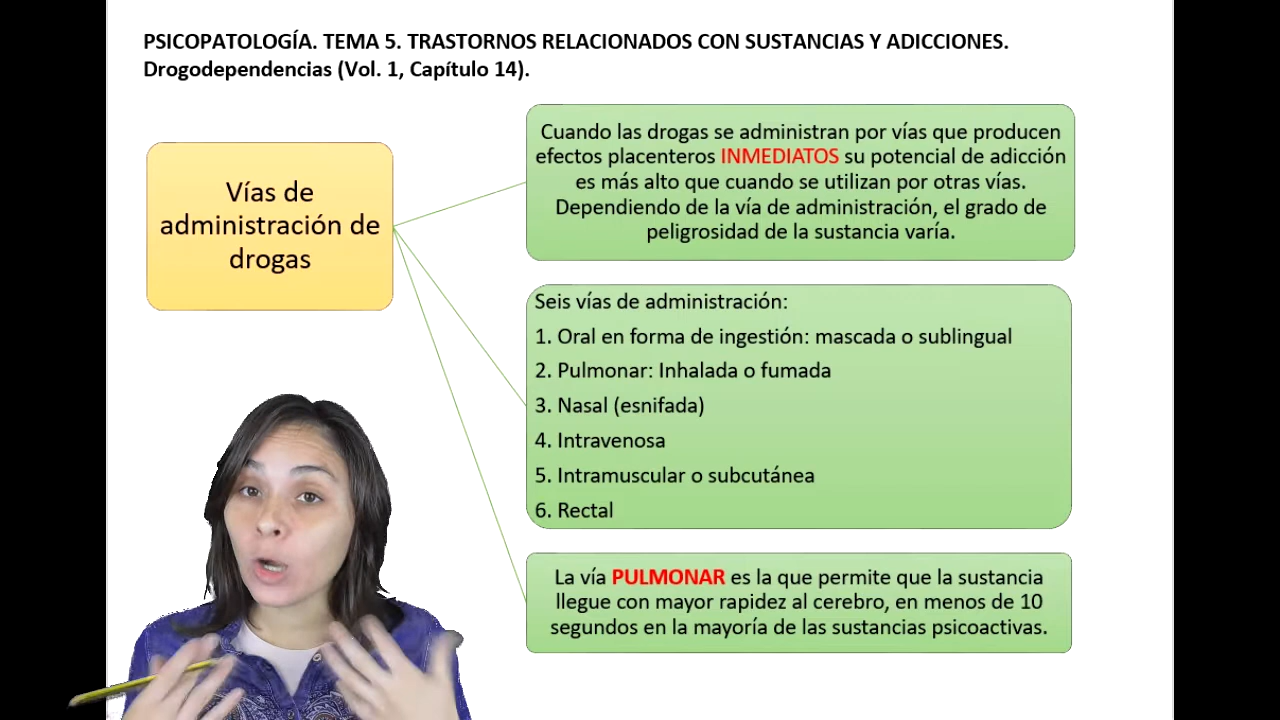 PSICOPATOLOGÍA. TEMA 5. TRASTORNOS RELACIONADOS CON SUSTANCIAS Y ADICCIONES.
Drogodependencias (Vol. 1, Capítulo 14).
Vías de
administración de
drogas
Cuando las drogas se administran por vías que producen
efectos placenteros INMEDIATOS su potencial de adicción
es más alto que cuando se utilizan por otras vías.
Dependiendo de la vía de administración, el grado de
peligrosidad de la sustancia varía.
Seis vías de administración:
1. Oral en forma de ingestión: mascada o sublingual
2. Pulmonar: Inhalada o fumada
3. Nasal (esnifada)
4. Intravenosa
5. Intramuscular o subcutánea
6. Rectal
La vía PULMONAR es la que permite que la sustancia
llegue con mayor rapidez al cerebro, en menos de 10
segundos en la mayoría de las sustancias psicoactivas.